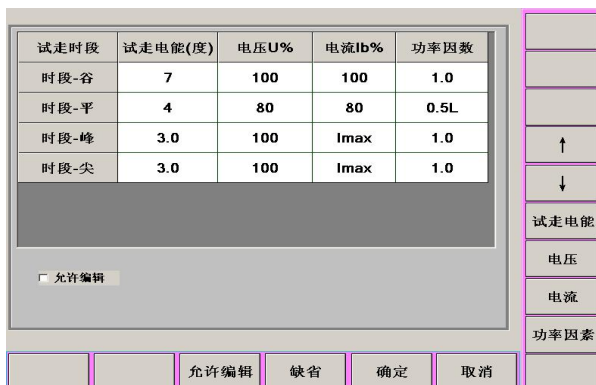 试走时段 试走电能(度) 电压U% 电流Ib% 功率因数
时段-谷 7 100 100 1.0
时段-平 4 80 80 0.5L
时段-峰 3.0 100 Imax 1.0
时段-尖 3.0 100 Imax 1.0
↑
↓
试走电能
电压
允许编辑
电流
功率因素
允许编辑 缺省 确定 取消